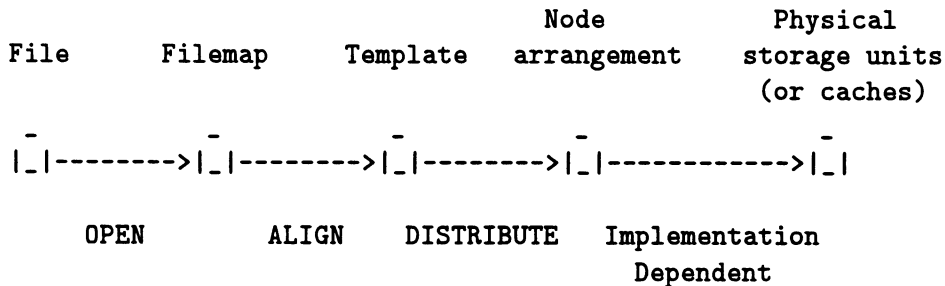 Node              Physical
File      Filemap      Template   arrangement    storage units
                                                     (or caches)
 _           _            _            _                _
|_|-------->|_|-------->|_|-------->|_|------------>|_|
     OPEN        ALIGN    DISTRIBUTE   Implementation
                                         Dependent